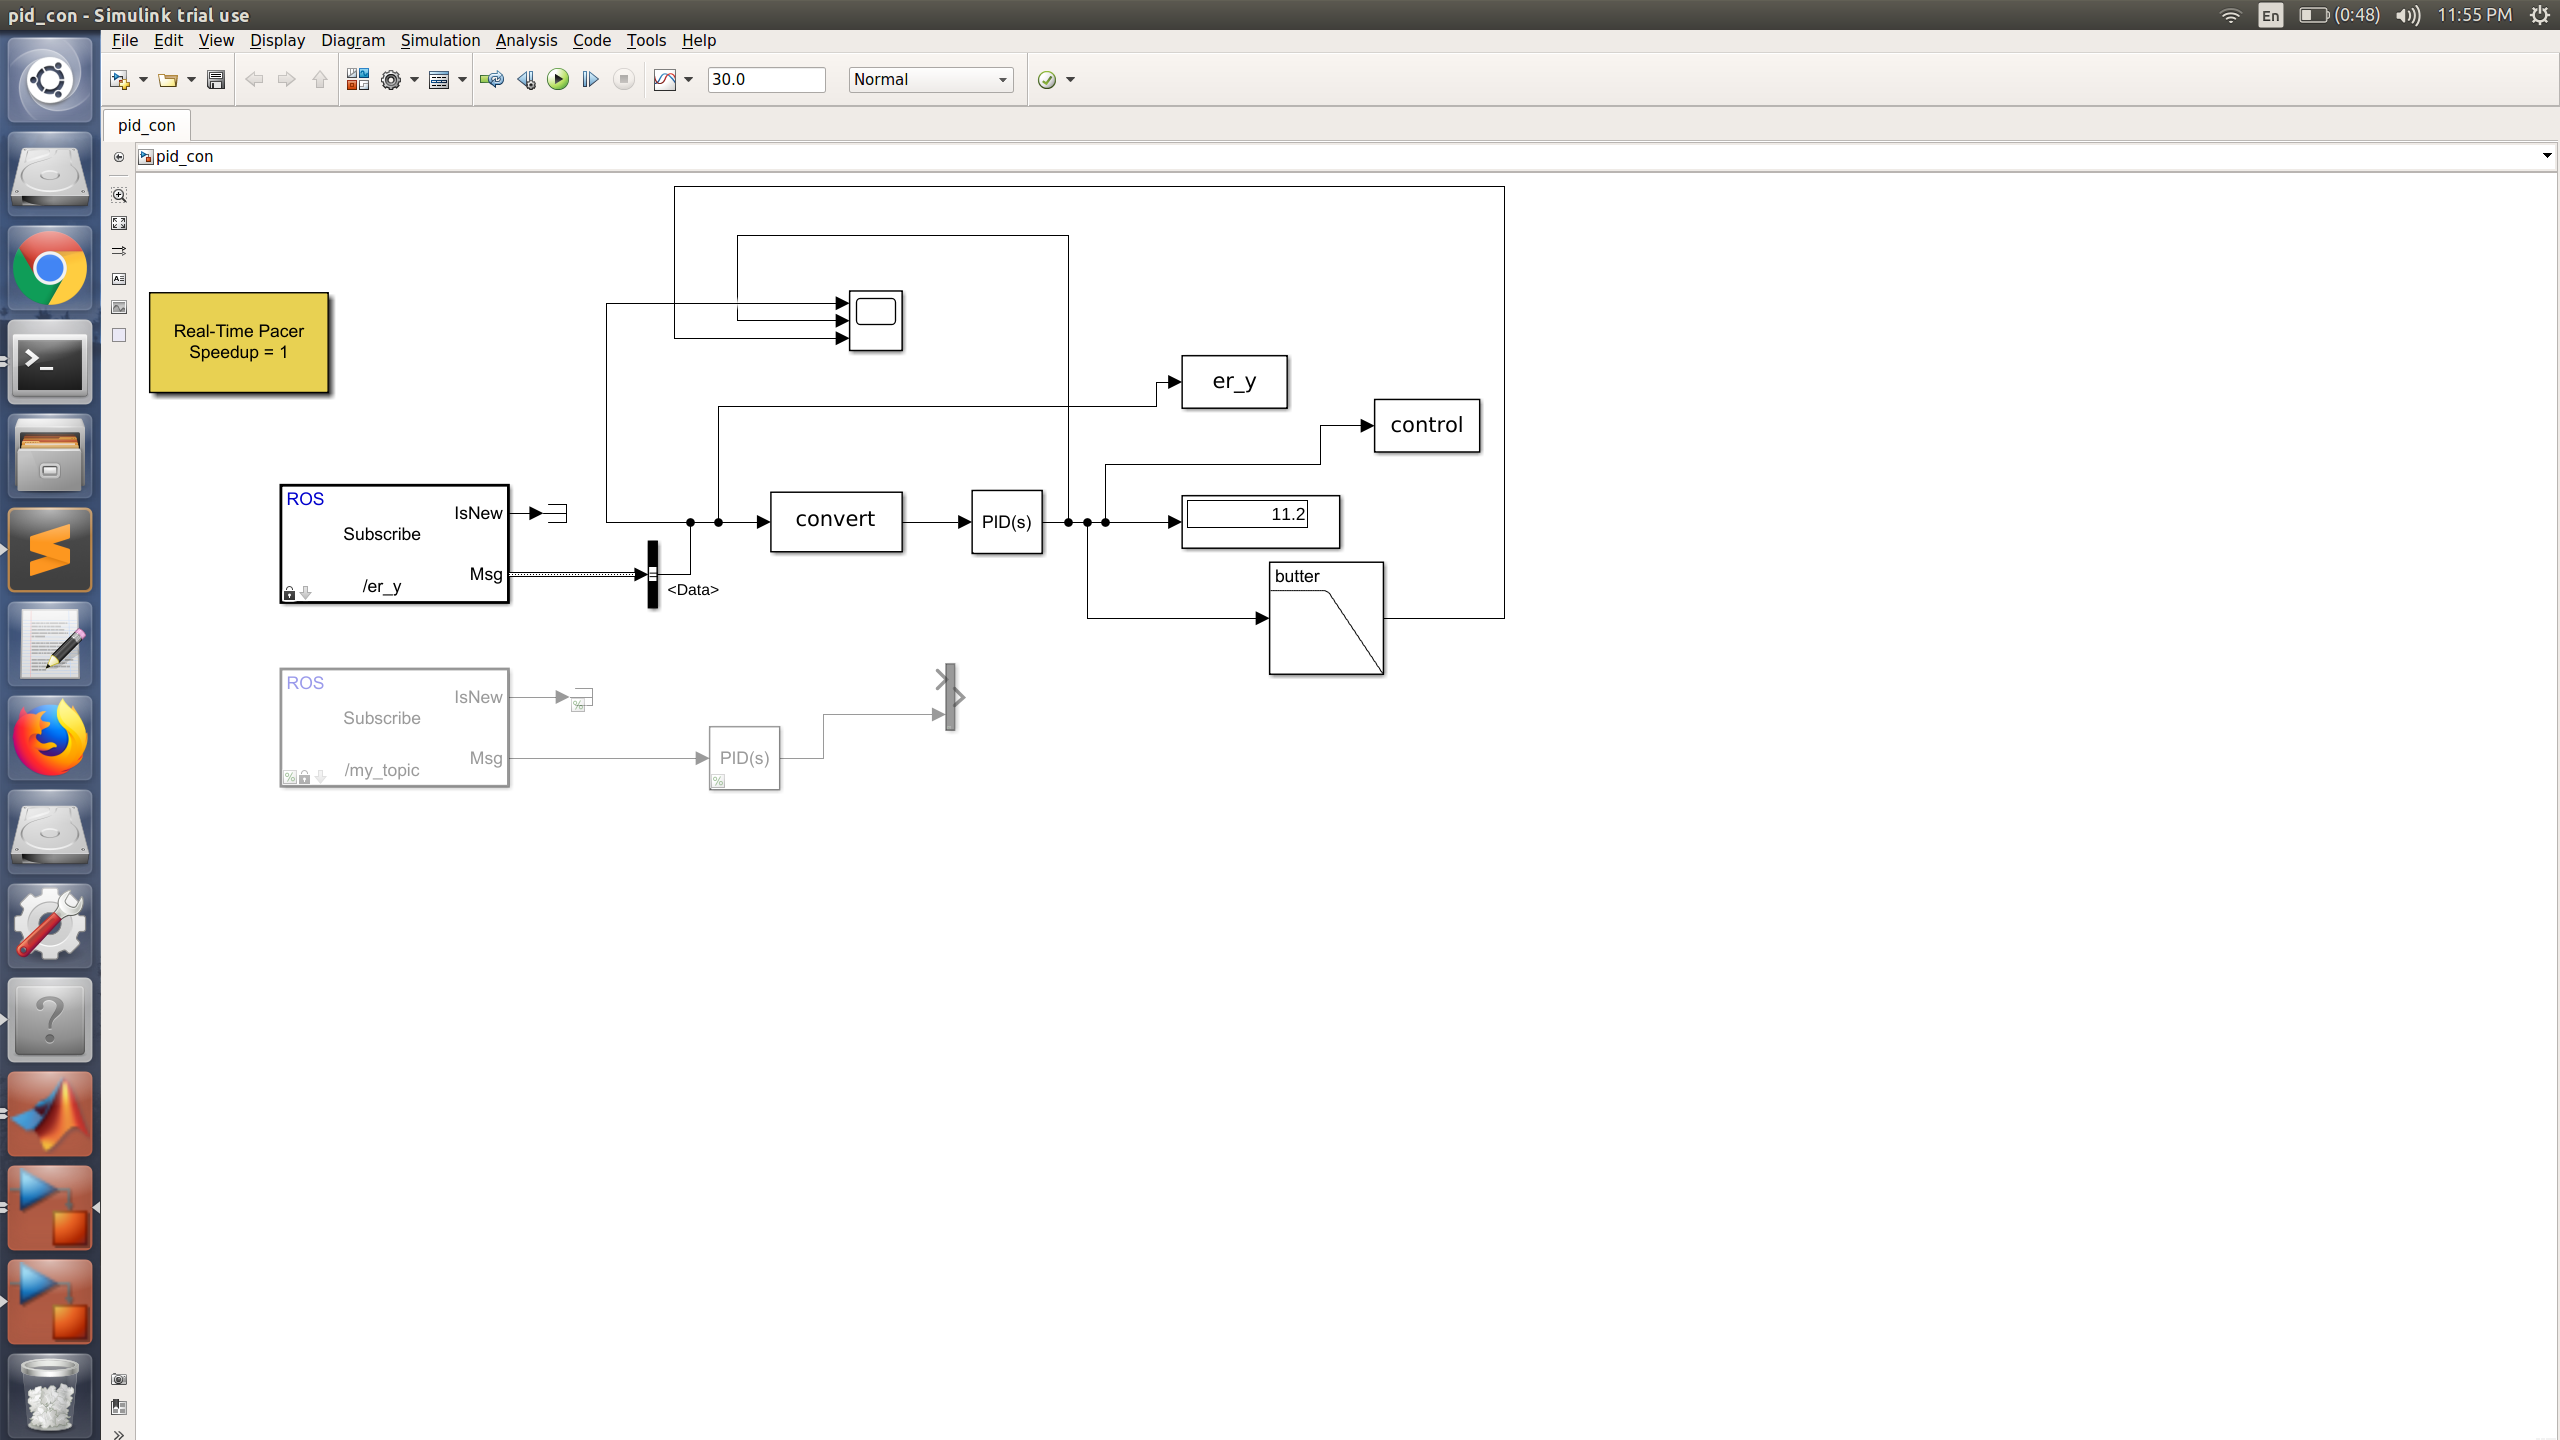 pid_con - Simulink trial use
En
(0:48)
11:55 PM
File Edit View Display Diagram Simulation Analysis Code Tools Help
30.0
Normal
pid_con
pid_con
Real-Time Pacer
Speedup = 1
er_y
control
ROS
IsNew
Subscribe
Msg
/er_y
<Data>
convert
PID(s)
11.2
butter
ROS
IsNew
Subscribe
Msg
/my_topic
PID(s)